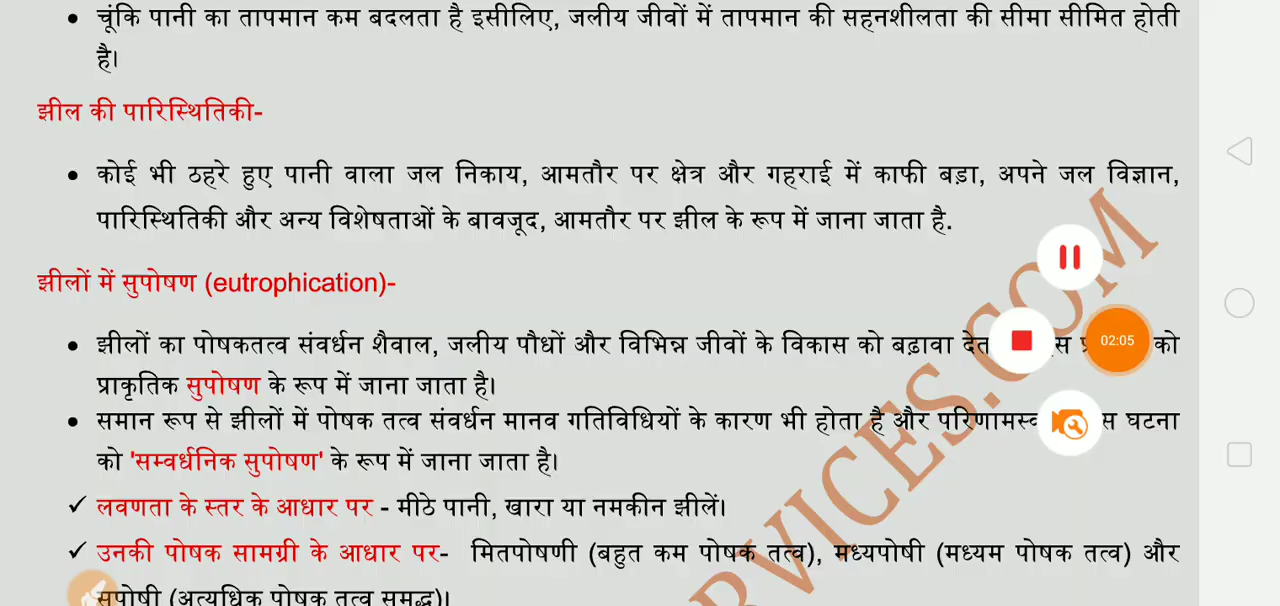 • चूंकि पानी का तापमान कम बदलता है इसीलिए, जलीय जीवों में तापमान की सहनशीलता की सीमा सीमित होती
है।
झील की पारिस्थितिकी-
• कोई भी ठहरे हुए पानी वाला जल निकाय, आमतौर पर क्षेत्र और गहराई में काफी बड़ा, अपने जल विज्ञान,
पारिस्थितिकी और अन्य विशेषताओं के बावजूद, आमतौर पर झील के रूप में जाना जाता है.
झीलों में सुपोषण (eutrophication)-
• झीलों का पोषकतत्व संवर्धन शैवाल, जलीय पौधों और विभिन्न जीवों के विकास को बढ़ावा को
02:05
प्राकृतिक सुपोषण के रूप में जाना जाता है।
• समान रूप से झीलों में पोषक तत्व संवर्धन मानव गतिविधियों के कारण भी होता है और घटना
को 'सम्वर्धनिक सुपोषण' के रूप में जाना जाता है।
✓ लवणता के स्तर के आधार पर - मीठे पानी, खारा या नमकीन झीलें।
✓ उनकी पोषक सामग्री के आधार पर- मितपोषणी (बहुत कम पोषक तत्व), मध्यपोषी (मध्यम पोषक तत्व) और
सुपोषी (अत्यधिक पोषक तत्व समृद्ध)।
RVICES.COM